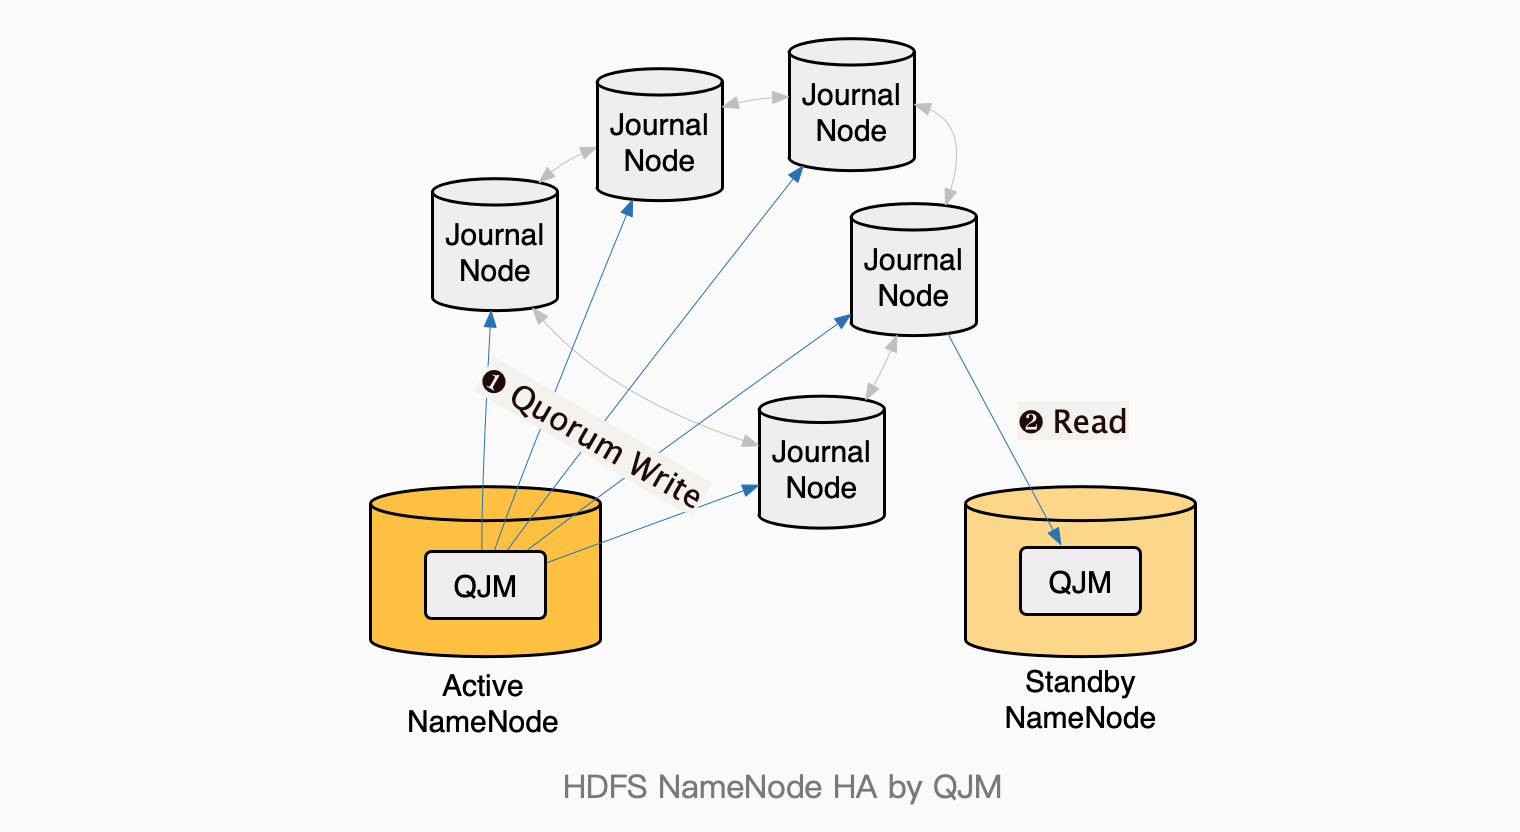 Journal
Node
Journal
Node
Journal
Node
Journal
Node
❶ Quorum Write
❷ Read
Journal
Node
QJM
QJM
Active
NameNode
Standby
NameNode
HDFS NameNode HA by QJM